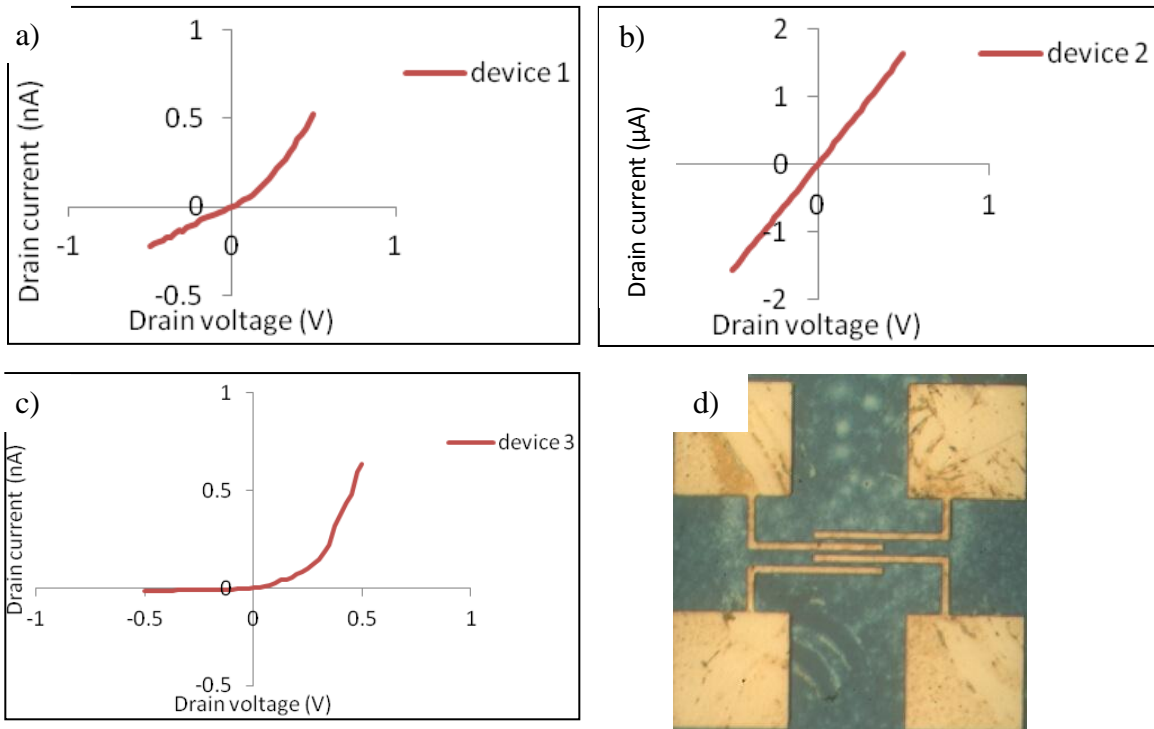 a)
1
device 1
0.5
0
-1
0
1
-0.5
Drain current (nA)
Drain voltage (V)
b)
2
device 2
1
0
0
1
-1
-2
Drain current (µA)
Drain voltage (V)
c)
1
device 3
0.5
0
-1
-0.5
0
0.5
1
-0.5
Drain current (nA)
Drain voltage (V)
d)